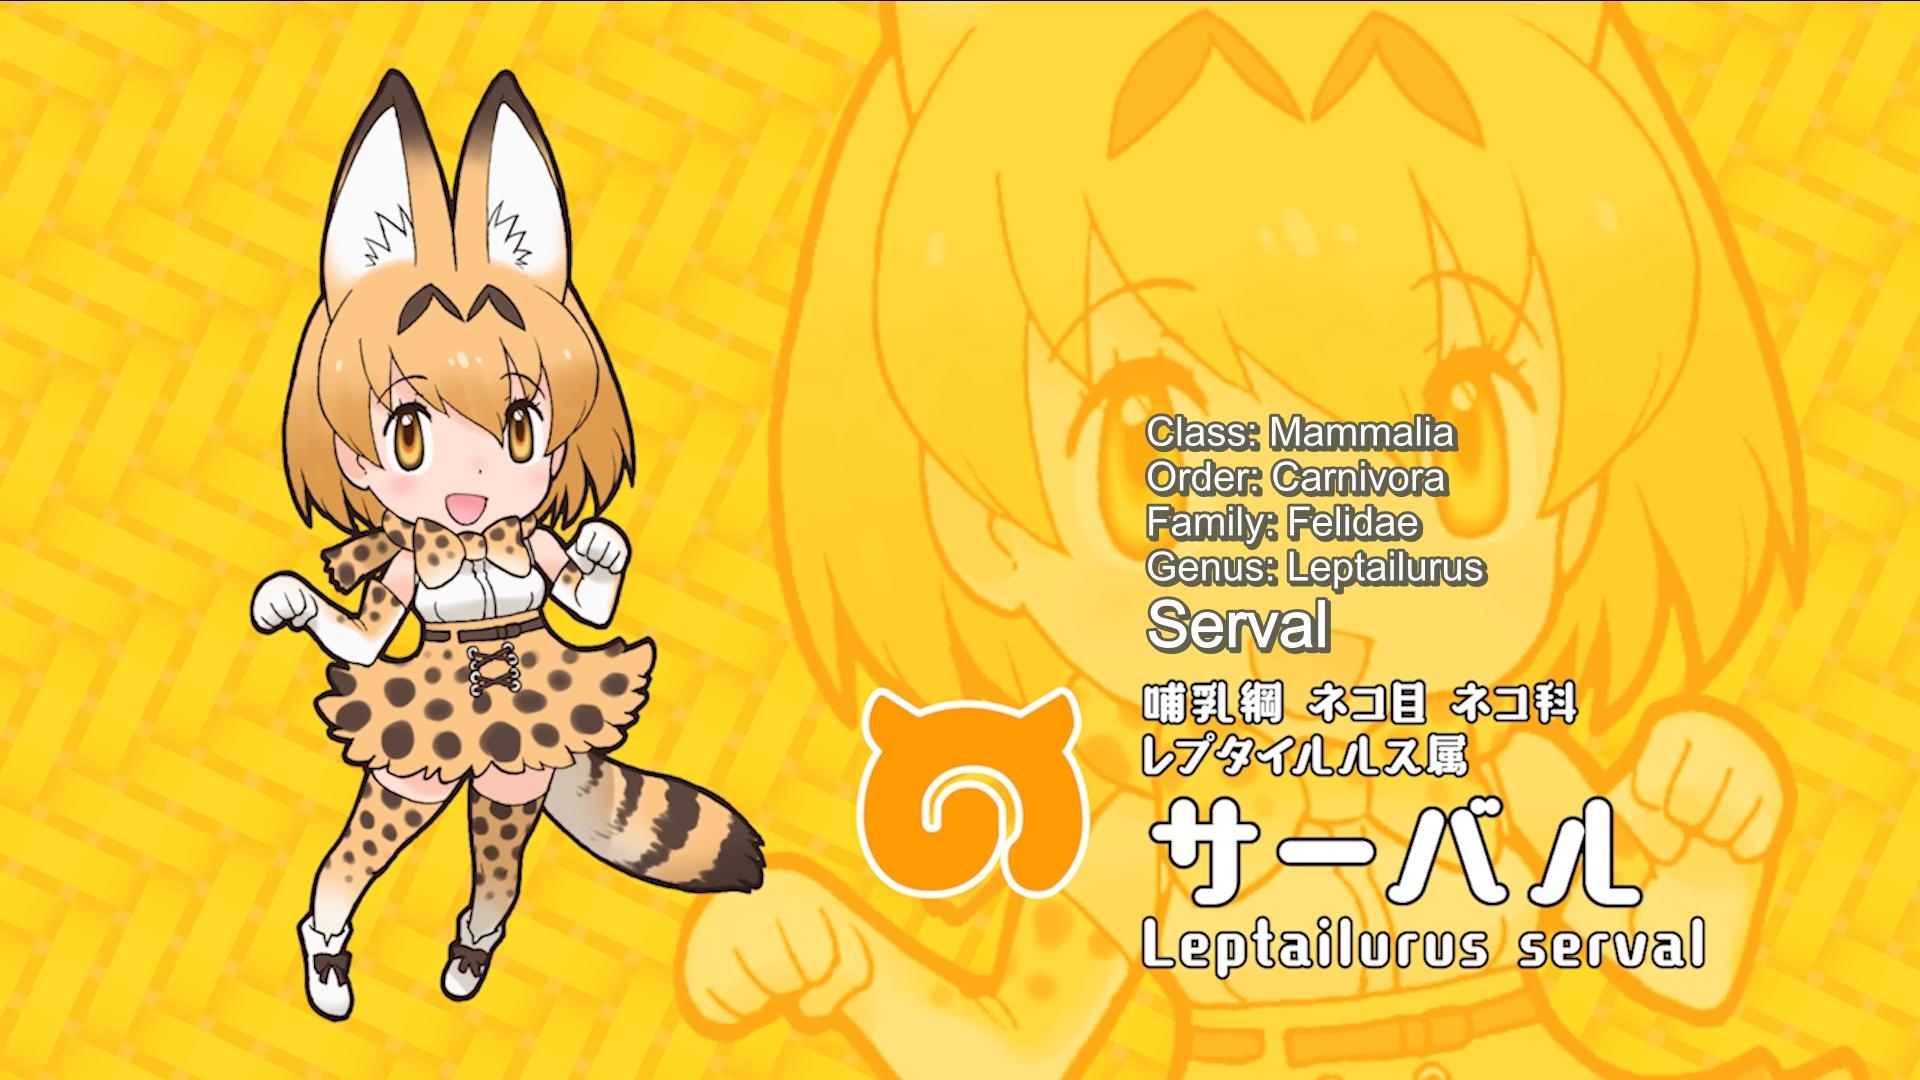 Class: Mammalia
Order: Carnivora
Family: Felidae
Genus: Leptailurus
Serval
哺乳綱 ネコ目 ネコ科
レプタイルルス属
サーバル
Leptailurus serval